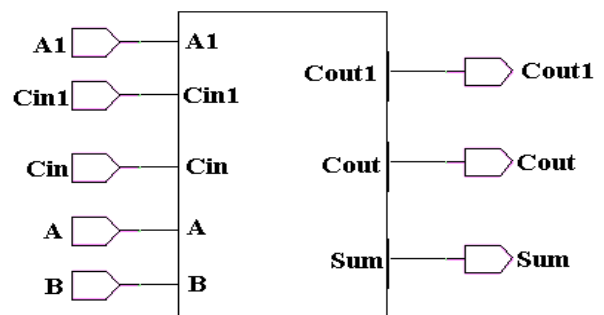 A1 A1
Cin1 Cin1
Cin Cin
A A
B B
Cout1 Cout1
Cout Cout
Sum Sum